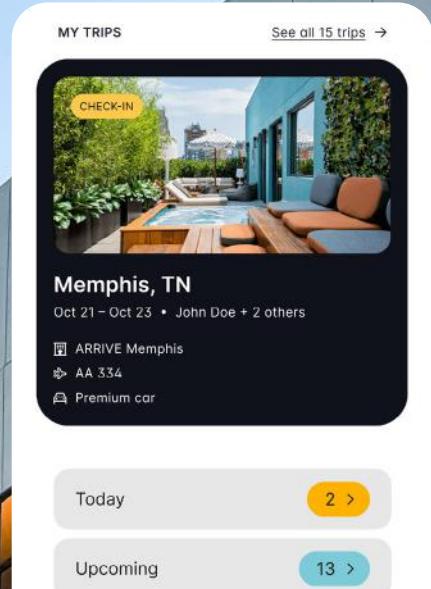 MY TRIPS
See all 15 trips →
CHECK-IN
Memphis, TN
Oct 21 – Oct 23 • John Doe + 2 others
ARRIVE Memphis
AA 334
Premium car
Today
2 >
Upcoming
13 >